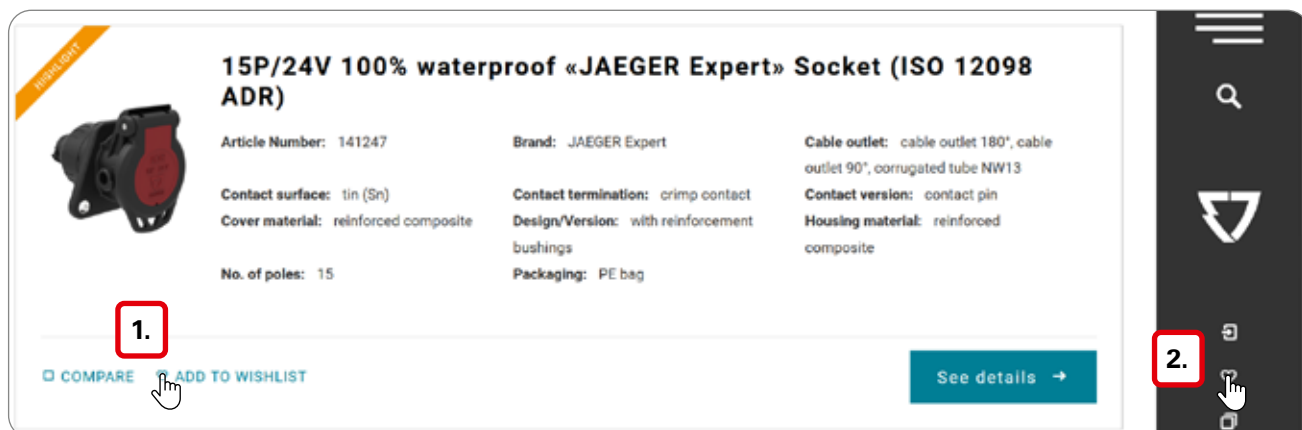 HIGHLIGHT
15P/24V 100% waterproof «JAEGER Expert» Socket (ISO 12098
ADR)
Article Number: 141247
Brand: JAEGER Expert
Cable outlet: cable outlet 180°, cable
outlet 90°, corrugated tube NW13
Contact surface: tin (Sn)
Contact termination: crimp contact
Contact version: contact pin
Cover material: reinforced composite
Design/Version: with reinforcement
bushings
Housing material: reinforced
composite
No. of poles: 15
Packaging: PE bag
1.
COMPARE
ADD TO WISHLIST
See details →
2.